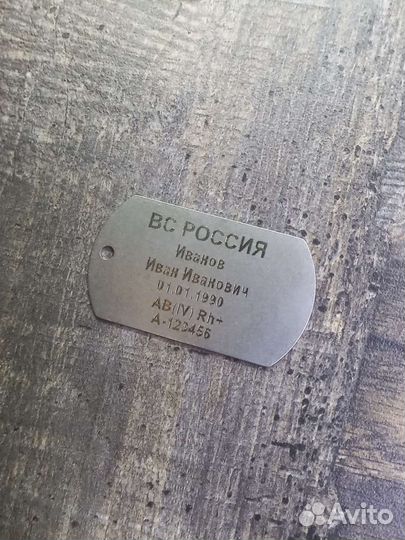 ВС РОССИЯ
Иванов
Иван Иванович
01.01.1990
AB(IV) Rh+
А-123456
Avito